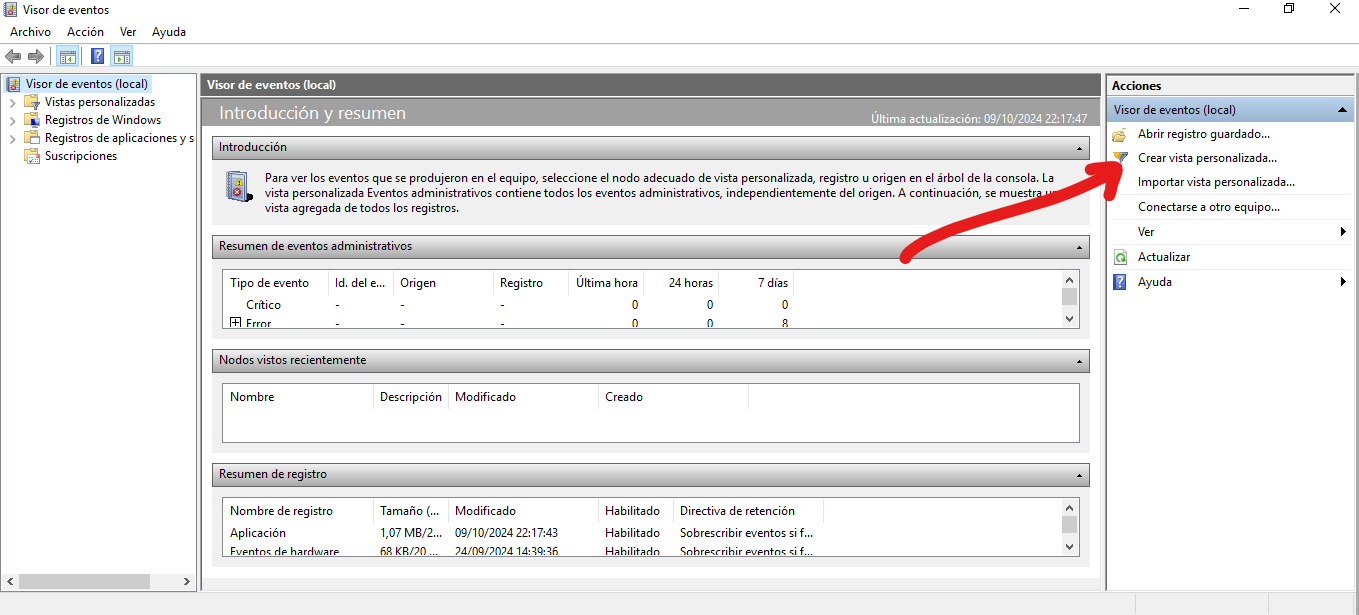 Visor de eventos
Archivo Acción Ver Ayuda
Visor de eventos (local)
Vistas personalizadas
Registros de Windows
Registros de aplicaciones y s
Suscripciones
Visor de eventos (local)
Introducción y resumen
Última actualización: 09/10/2024 22:17:47
Introducción
Para ver los eventos que se produjeron en el equipo, seleccione el nodo adecuado de vista personalizada, registro u origen en el árbol de la consola. La
vista personalizada Eventos administrativos contiene todos los eventos administrativos, independientemente del origen. A continuación, se muestra
vista agregada de todos los registros.
Resumen de eventos administrativos
Tipo de evento Id. del e... Origen Registro Última hora 24 horas 7 días
Crítico - - - 0 0 0
Error - - - 0 0 8
Nodos vistos recientemente
Nombre Descripción Modificado Creado
Resumen de registro
Nombre de registro Tamaño (... Modificado Habilitado Directiva de retención
Aplicación 1,07 MB/2... 09/10/2024 22:17:43 Habilitado Sobrescribir eventos si f...
Eventos de hardware 68 KB/20 ... 24/09/2024 14:39:36 Habilitado Sobrescribir eventos si f...
Acciones
Visor de eventos (local)
Abrir registro guardado...
Crear vista personalizada...
Importar vista personalizada...
Conectarse a otro equipo...
Ver
Actualizar
Ayuda